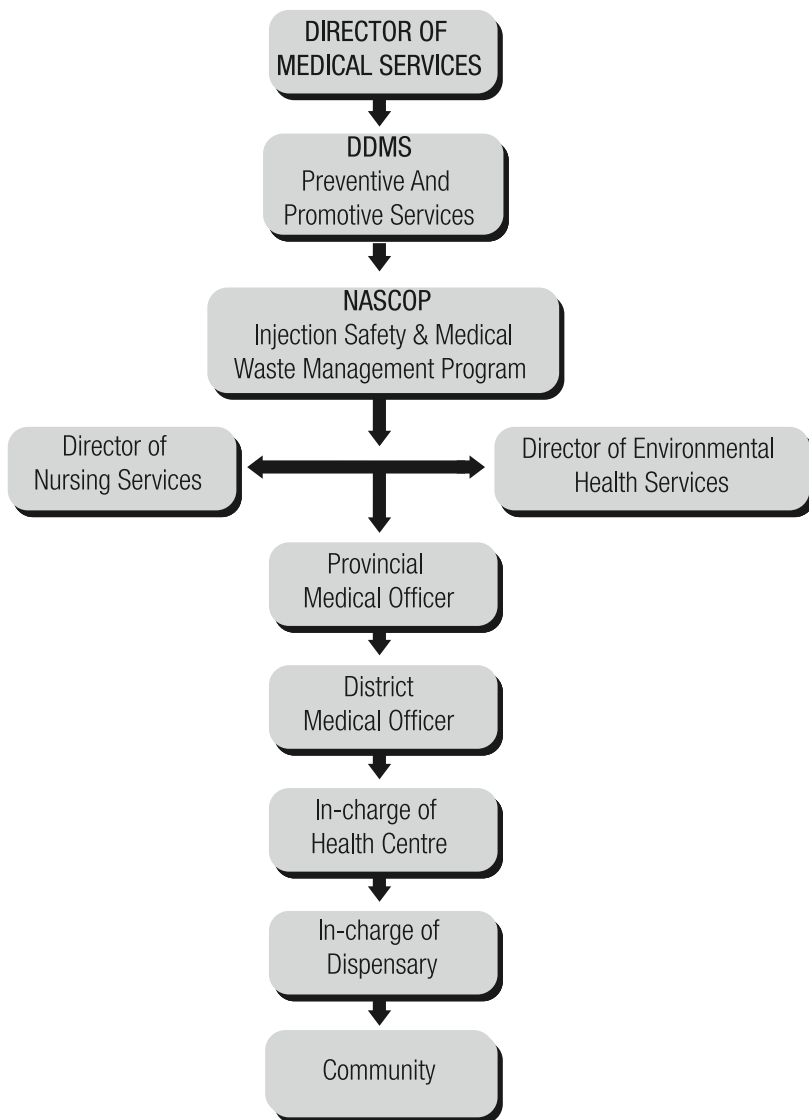 DIRECTOR OF
MEDICAL SERVICES
DDMS
Preventive And
Promotive Services
NASCOP
Injection Safety & Medical
Waste Management Program
Director of
Nursing Services
Director of Environmental
Health Services
Provincial
Medical Officer
District
Medical Officer
In-charge of
Health Centre
In-charge of
Dispensary
Community